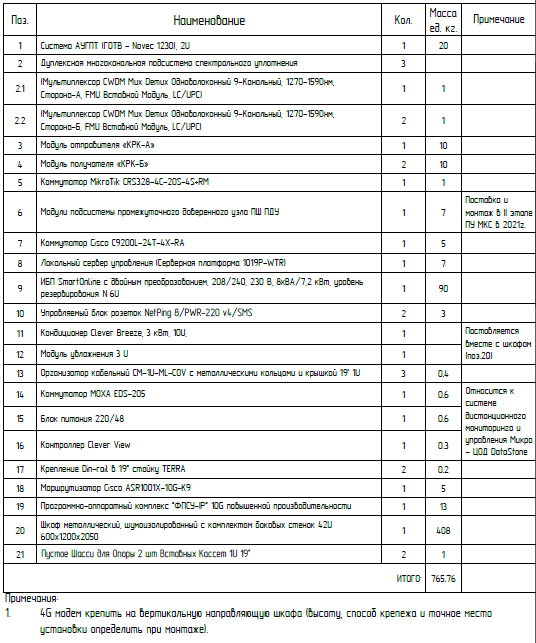 Поз. Наименование Кол. Масса ед. кг. Примечание
1 Система АУГПТ (ГОТВ - Novec 1230), 2U 1 20
2 Дуплексная многоканальная подсистема спектрального уплотнения 3
2.1 (Мультиплексор CWDM Mux Demux Одноволоконный 9-Канальный, 1270-1590нм,
Сторона-А, FMU Вставной Модуль, LC/UPC) 1 1
2.2 (Мультиплексор CWDM Mux Demux Одноволоконный 9-Канальный, 1270-1590нм,
Сторона-Б, FMU Вставной Модуль, LC/UPC) 2 1
3 Модуль отправителя «КРК-А» 1 10
4 Модуль получателя «КРК-Б» 2 10
5 Коммутатор MikroTik CRS328-4C-20S-4S+RM 1 1
6 Модули подсистемы промежуточного доверенного узла ПШ ПДУ 1 7
Поставка и
монтаж в II этапе
ПУ МКС в 2021г.
7 Коммутатор Cisco C9200L-24T-4X-RA 1 5
8 Локальный сервер управления (Серверная платформа 1019P-WTR) 1 7
9 ИБП SmartOnline с двойным преобразованием, 208/240, 230 В, 8кВА/7,2 кВт, уровень
резервирования N 6U 1 90
10 Управляемый блок розеток NetPing 8/PWR-220 v4/SMS 2 3
11 Кондиционер Clever Breeze, 3 кВт, 10U, 1
12 Модуль увлажнения 3 U 1
Поставляется
вместе с шкафом
(поз.20)
13 Организатор кабельный CM-1U-ML-COV с металлическими кольцами и крышкой 19' 1U 3 0.4
14 Коммутатор MOXA EDS-205 1 0.6
15 Блок питания 220/48 1 0.6
16 Контроллер Clever View 1 0.3
Относится к
системе
дистанционного
мониторинга и
управления Микро
- ЦОД DataStone
17 Крепление Din-rail в 19" стойку TERRA 2 0.2
18 Маршрутизатор Cisco ASR1001X-10G-K9 1 5
19 Программно-аппаратный комплекс "ФПСУ-IP" 10G повышенной производительности 1 13
20 Шкаф металлический, шумоизолированный с комплектом боковых стенок 42U
600x1200x2050 1 408
21 Пустое Шасси для Опоры 2 шт Вставных Кассет 1U 19" 2 1
ИТОГО: 765.76
Примечания:
1. 4G модем крепить на вертикальную направляющую шкафа (высоту, способ крепежа и точное место
установки определить при монтаже).